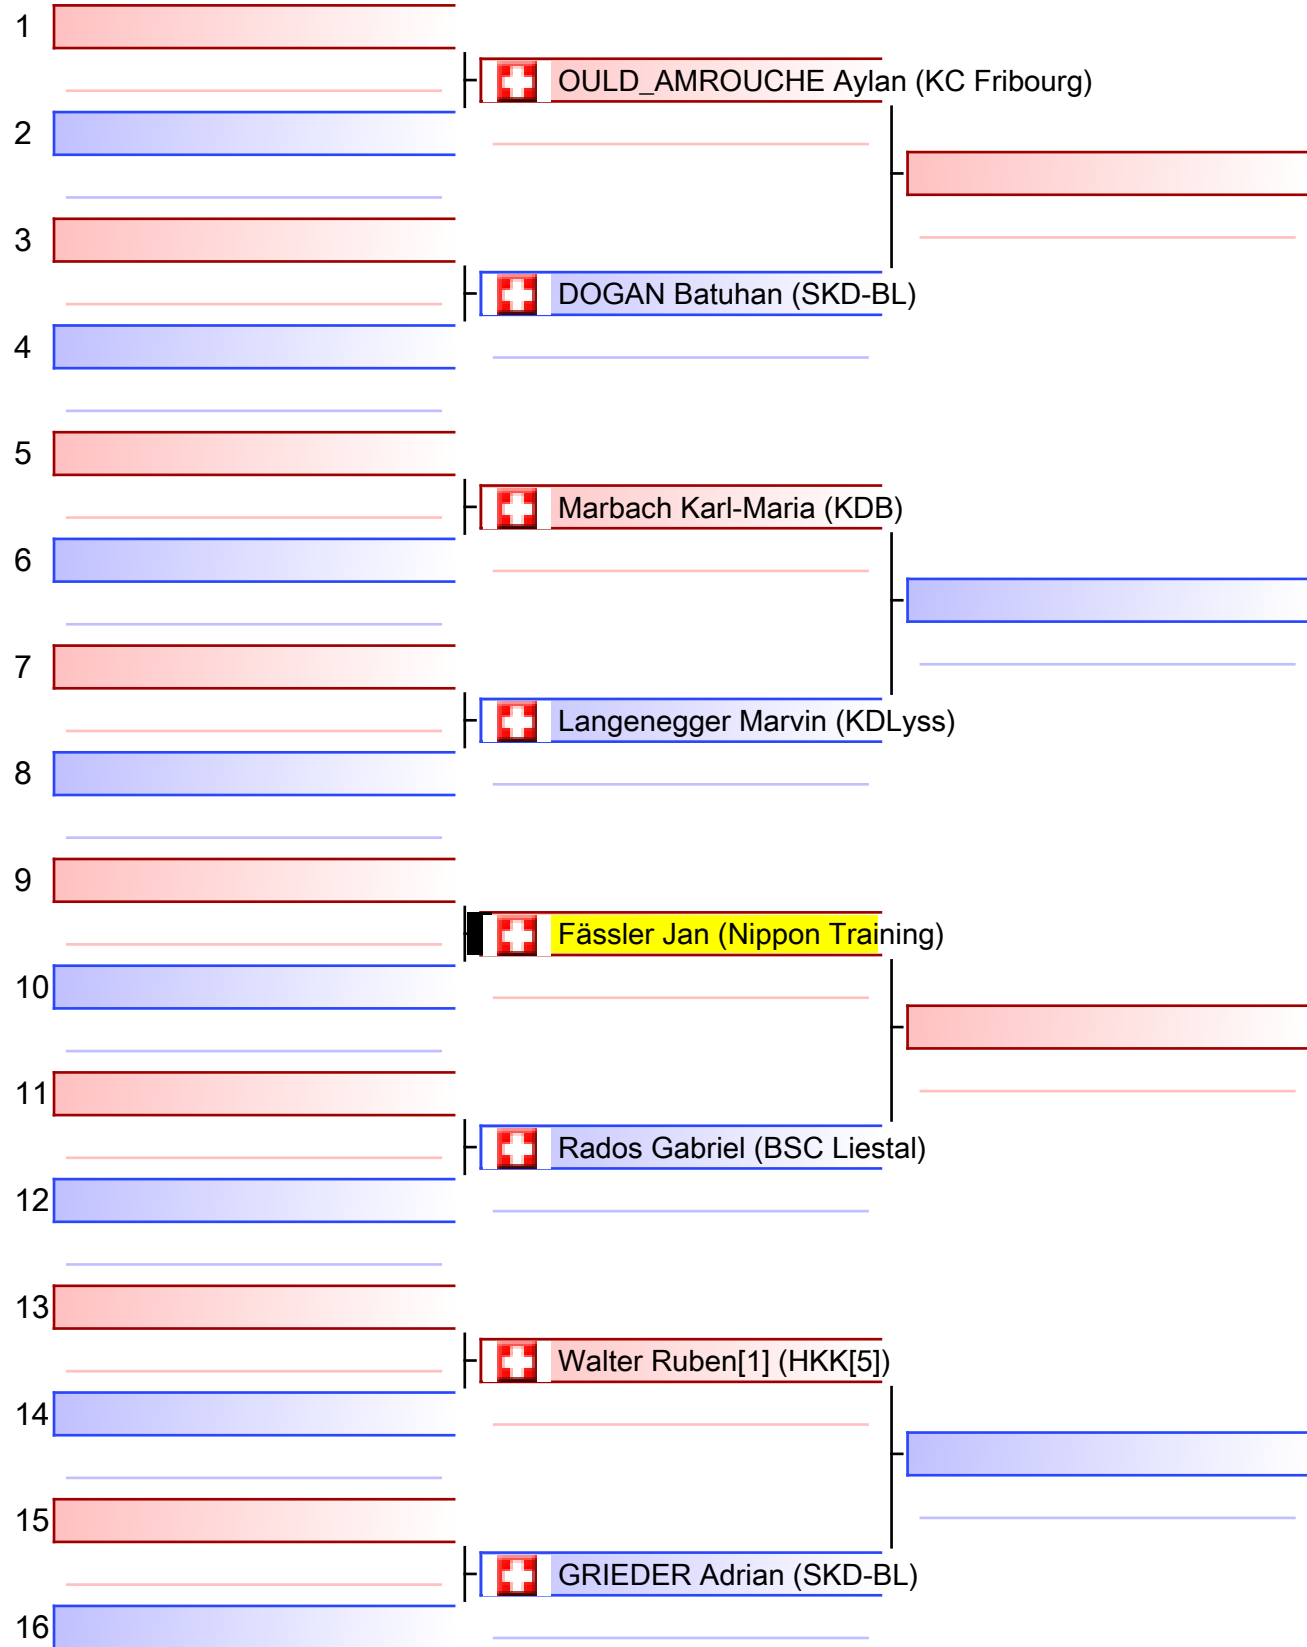 1
OULD_AMROUCHE Aylan (KC Fribourg)
2
3
DOGAN Batuhan (SKD-BL)
4
5
Marbach Karl-Maria (KDB)
6
7
Langenegger Marvin (KDLyss)
8
9
Fässler Jan (Nippon Training)
10
11
Rados Gabriel (BSC Liestal)
12
13
Walter Ruben[1] (HKK[5])
14
15
GRIEDER Adrian (SKD-BL)
16